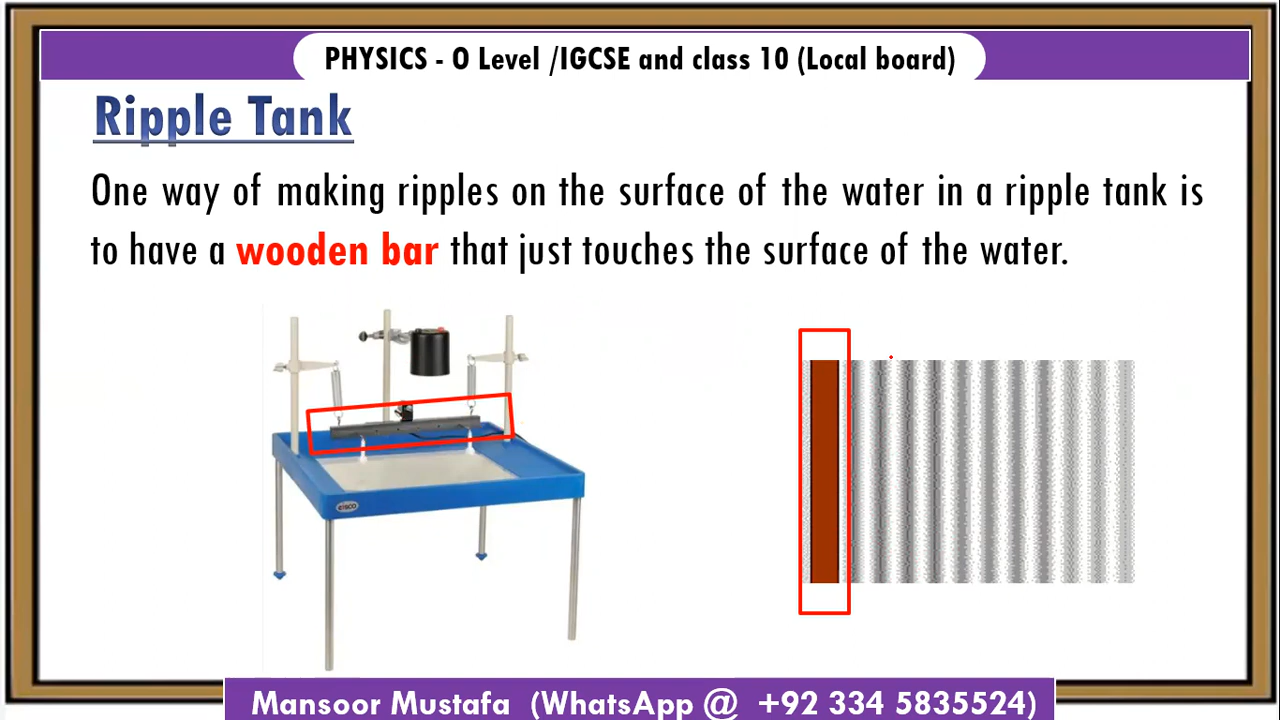 PHYSICS - O Level /IGCSE and class 10 (Local board)
Ripple Tank
One way of making ripples on the surface of the water in a ripple tank is
to have a wooden bar that just touches the surface of the water.
EISCO
Mansoor Mustafa (WhatsApp @ +92 334 5835524)